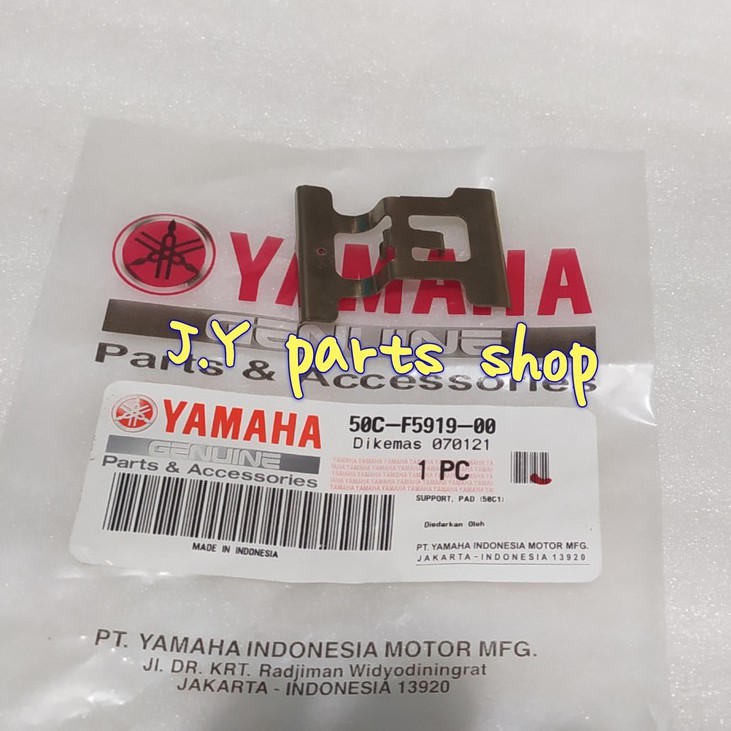 YAMAHA
GENUINE
Parts & Accessories
J.Y parts shop
YAMAHA
GENUINE
Parts & Accessories
MADE IN INDONESIA
50C-F5919-00
Dikemas 070121
1 PC
SUPPORT, PAD (50C1)
Diedarkan Oleh
PT. YAMAHA INDONESIA MOTOR MFG.
JAKARTA - INDONESIA 13920
PT. YAMAHA INDONESIA MOTOR MFG.
Jl. DR. KRT. Radjiman Widyodiningrat
JAKARTA - INDONESIA 13920